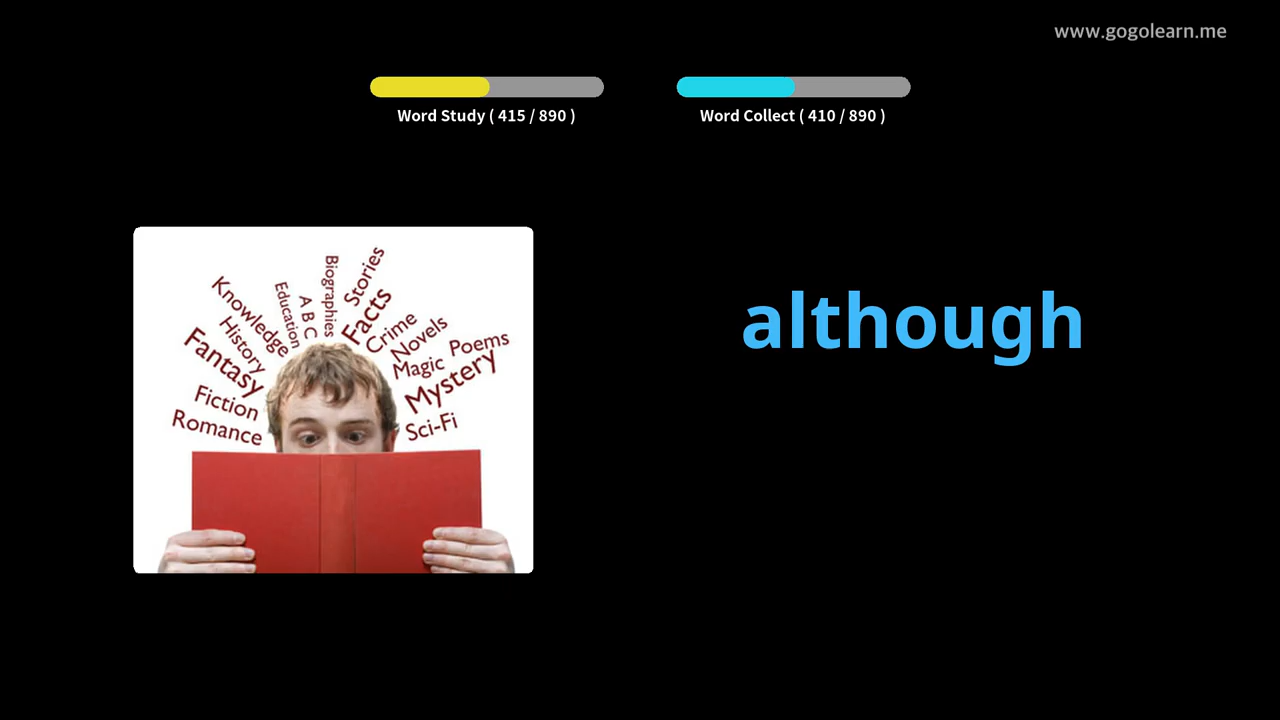 www.gogolearn.me
Word Study ( 415 / 890 )
Word Collect ( 410 / 890 )
although
Romance
Fiction
Fantasy
History
Knowledge
Education
A B C
Biographies
Stories
Facts
Crime
Novels
Magic
Poems
Mystery
Sci-Fi